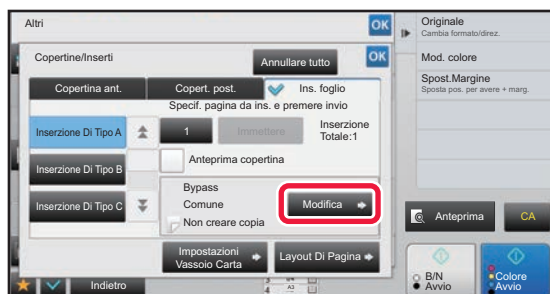 Altri
OK
Originale
Cambia formato/direz.
Copertine/Inserti
Annullare tutto
OK
Mod. colore
Copertina ant.
Copert. post.
Ins. foglio
Spost.Margine
Sposta pos. per avere + marg.
Specif. pagina da ins. e premere invio
Inserzione Di Tipo A
1
Immettere
Inserzione
Totale:1
Anteprima copertina
Inserzione Di Tipo B
Bypass
Inserzione Di Tipo C
Comune
Modifica
Non creare copia
Anteprima
CA
Impostazioni
Vassoio Carta
Layout Di Pagina
Indietro
4
A3
B/N
Avvio
Colore
Avvio